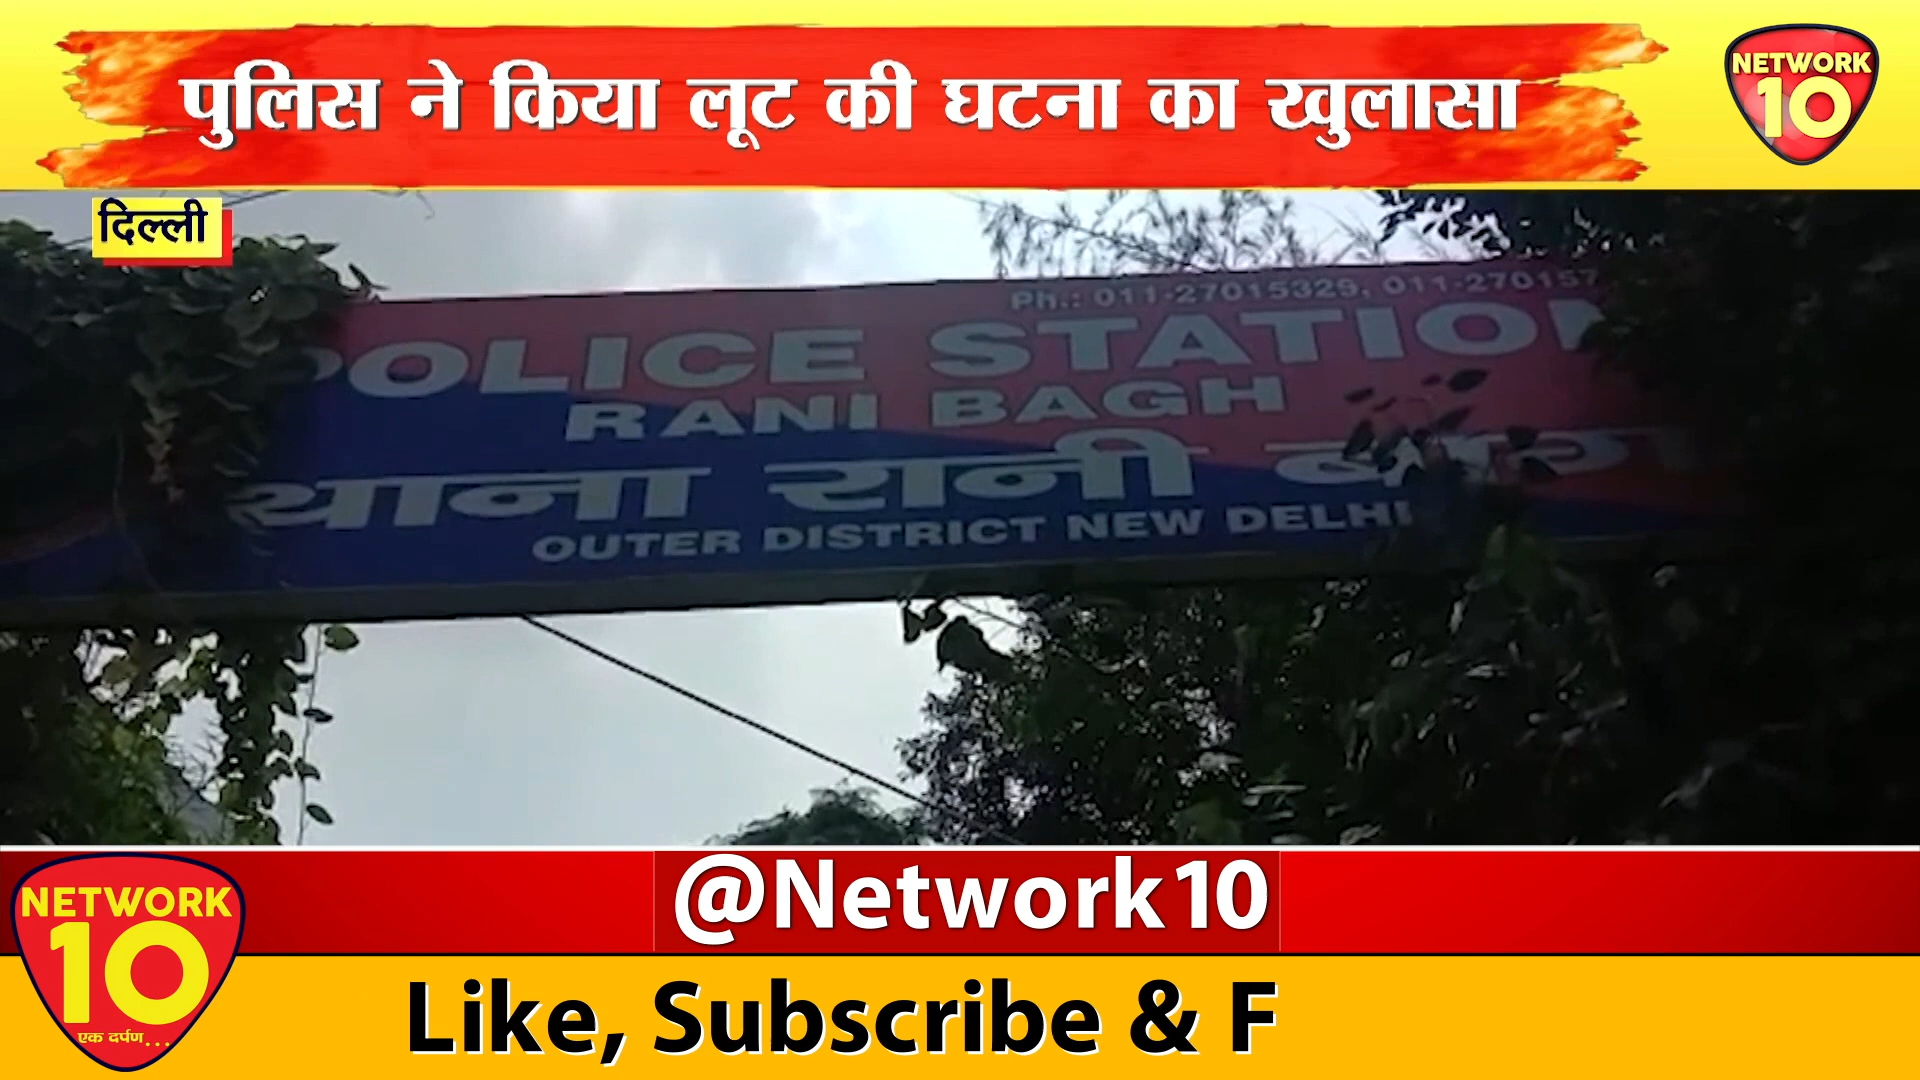 पुलिस ने किया लूट की घटना का खुलासा
NETWORK
10
दिल्ली
Ph.: 011-27015329, 011-270157
POLICE STATION
RANI BAGH
थाना रानी बाग
OUTER DISTRICT NEW DELHI
@Network10
NETWORK
10
एक दर्पण...
Like, Subscribe & F